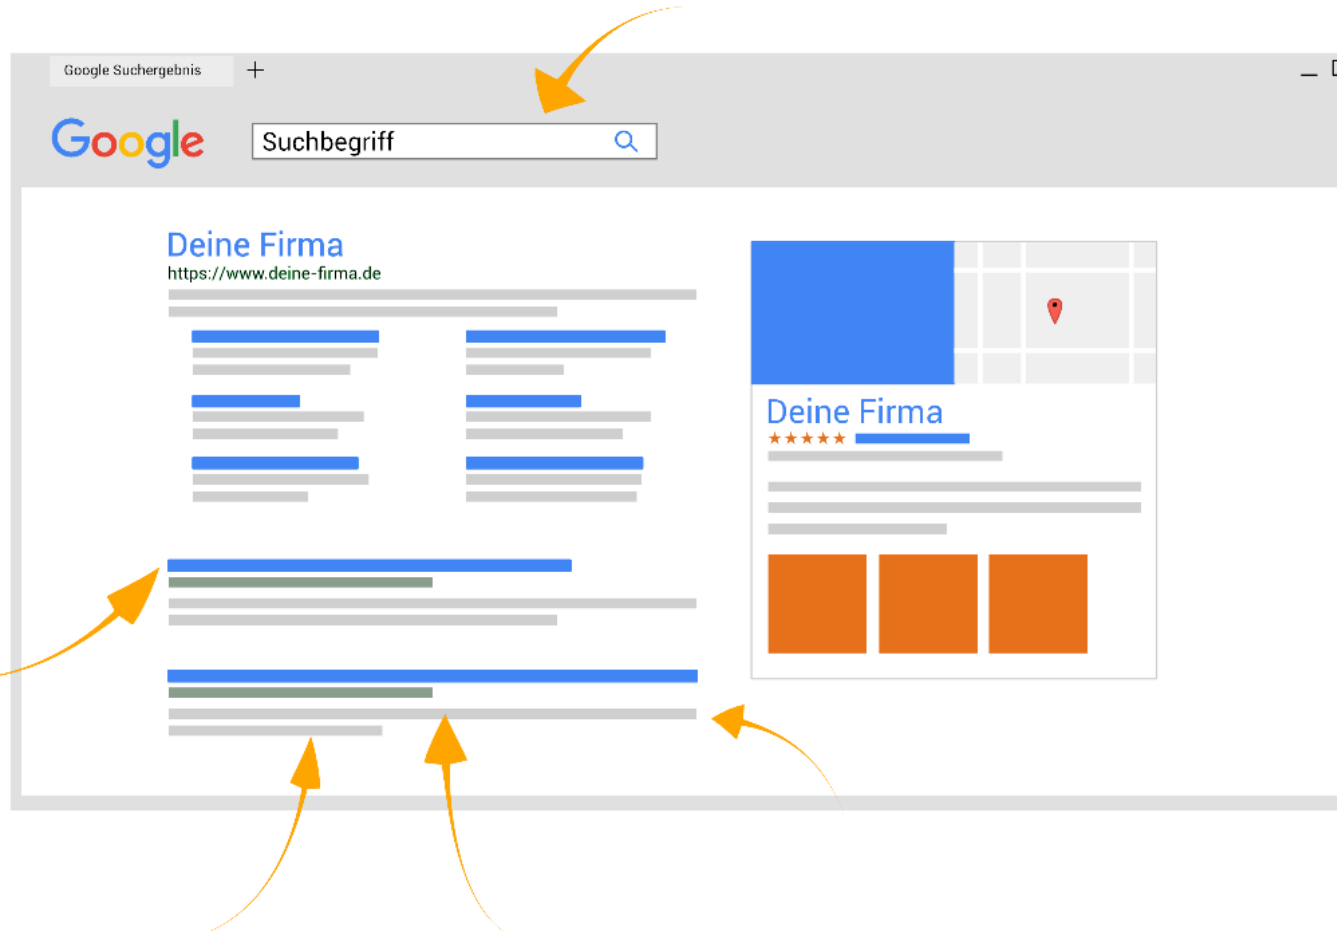 Google Suchergebnis
Google
Suchbegriff
Deine Firma
https://www.deine-firma.de
Deine Firma